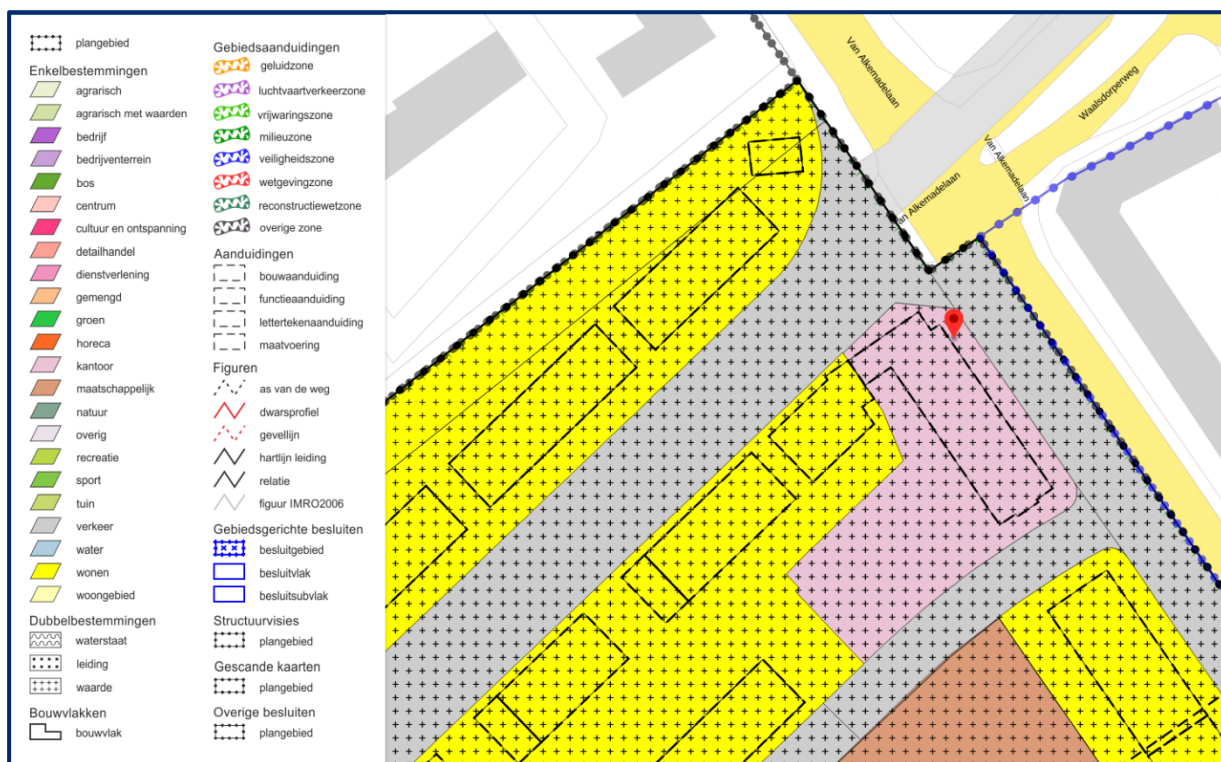 plangebied
Enkelbestemmingen
agrarisch
agrarisch met waarden
bedrijf
bedrijventerrein
bos
centrum
cultuur en ontspanning
detailhandel
dienstverlening
gemengd
groen
horeca
kantoor
maatschappelijk
natuur
overig
recreatie
sport
tuin
verkeer
water
wonen
woongebied
Dubbelbestemmingen
waterstaat
leiding
waarde
Bouwvlakken
bouwvlak
Gebiedsaanduidingen
geluidzone
luchtvaartverkeerzone
vrijwaringszone
milieuzone
veiligheidszone
wetgevingzone
reconstructiewetzone
overige zone
Aanduidingen
bouwaanduiding
functieaanduiding
lettertekenaanduiding
maatvoering
Figuren
as van de weg
dwarsprofiel
gevellijn
hartlijn leiding
relatie
figuur IMRO2006
Gebiedsgerichte besluiten
besluitgebied
besluitvlak
besluitsubvlak
Structuurvisies
plangebied
Gescande kaarten
plangebied
Overige besluiten
plangebied
Van Alkemadelaan
Waalsdorperweg
Van Alkemadelaan
Van Alkemadelaan